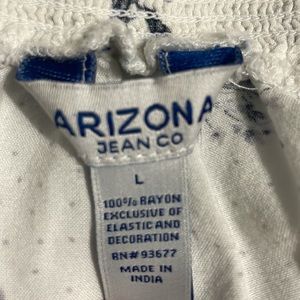 ARIZONA
JEAN CO
L
100% RAYON
EXCLUSIVE OF
ELASTIC AND
DECORATION
RN# 93677
MADE IN
INDIA